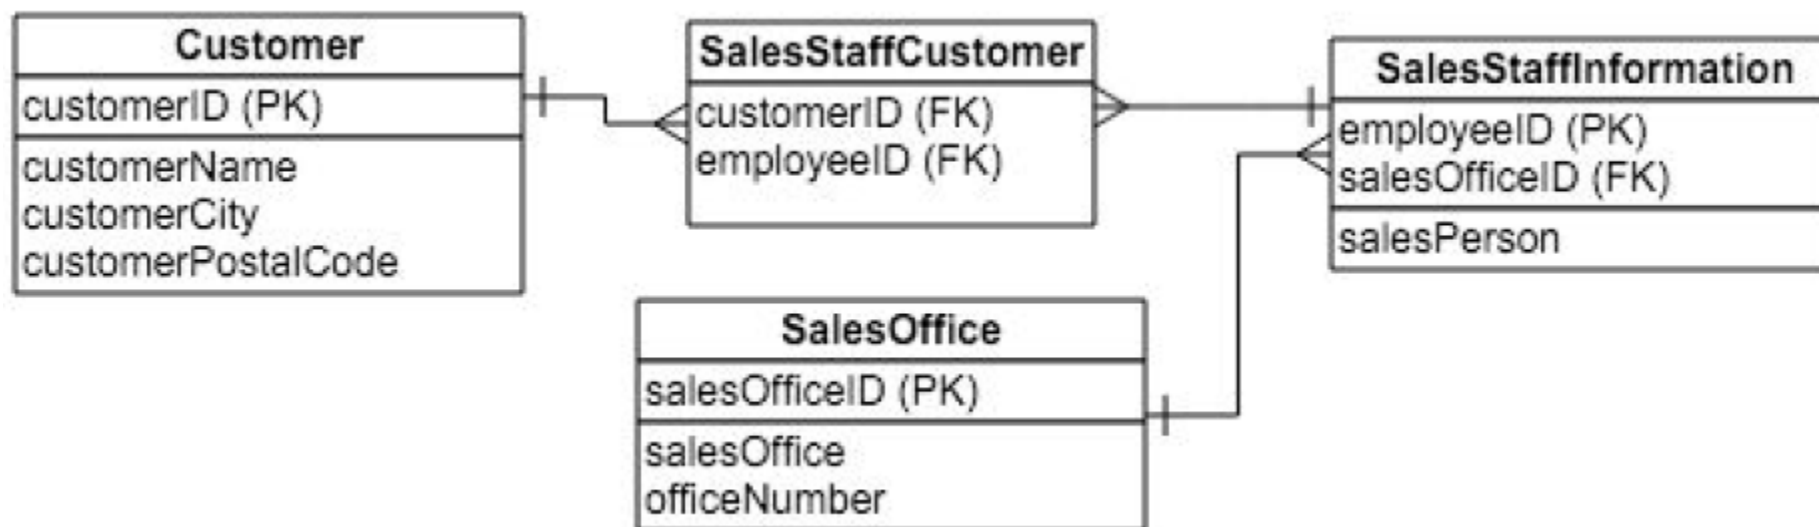 Customer
customerID (PK)
customerName
customerCity
customerPostalCode
SalesStaffCustomer
customerID (FK)
employeeID (FK)
SalesStaffInformation
employeeID (PK)
salesOfficeID (FK)
salesPerson
SalesOffice
salesOfficeID (PK)
salesOffice
officeNumber